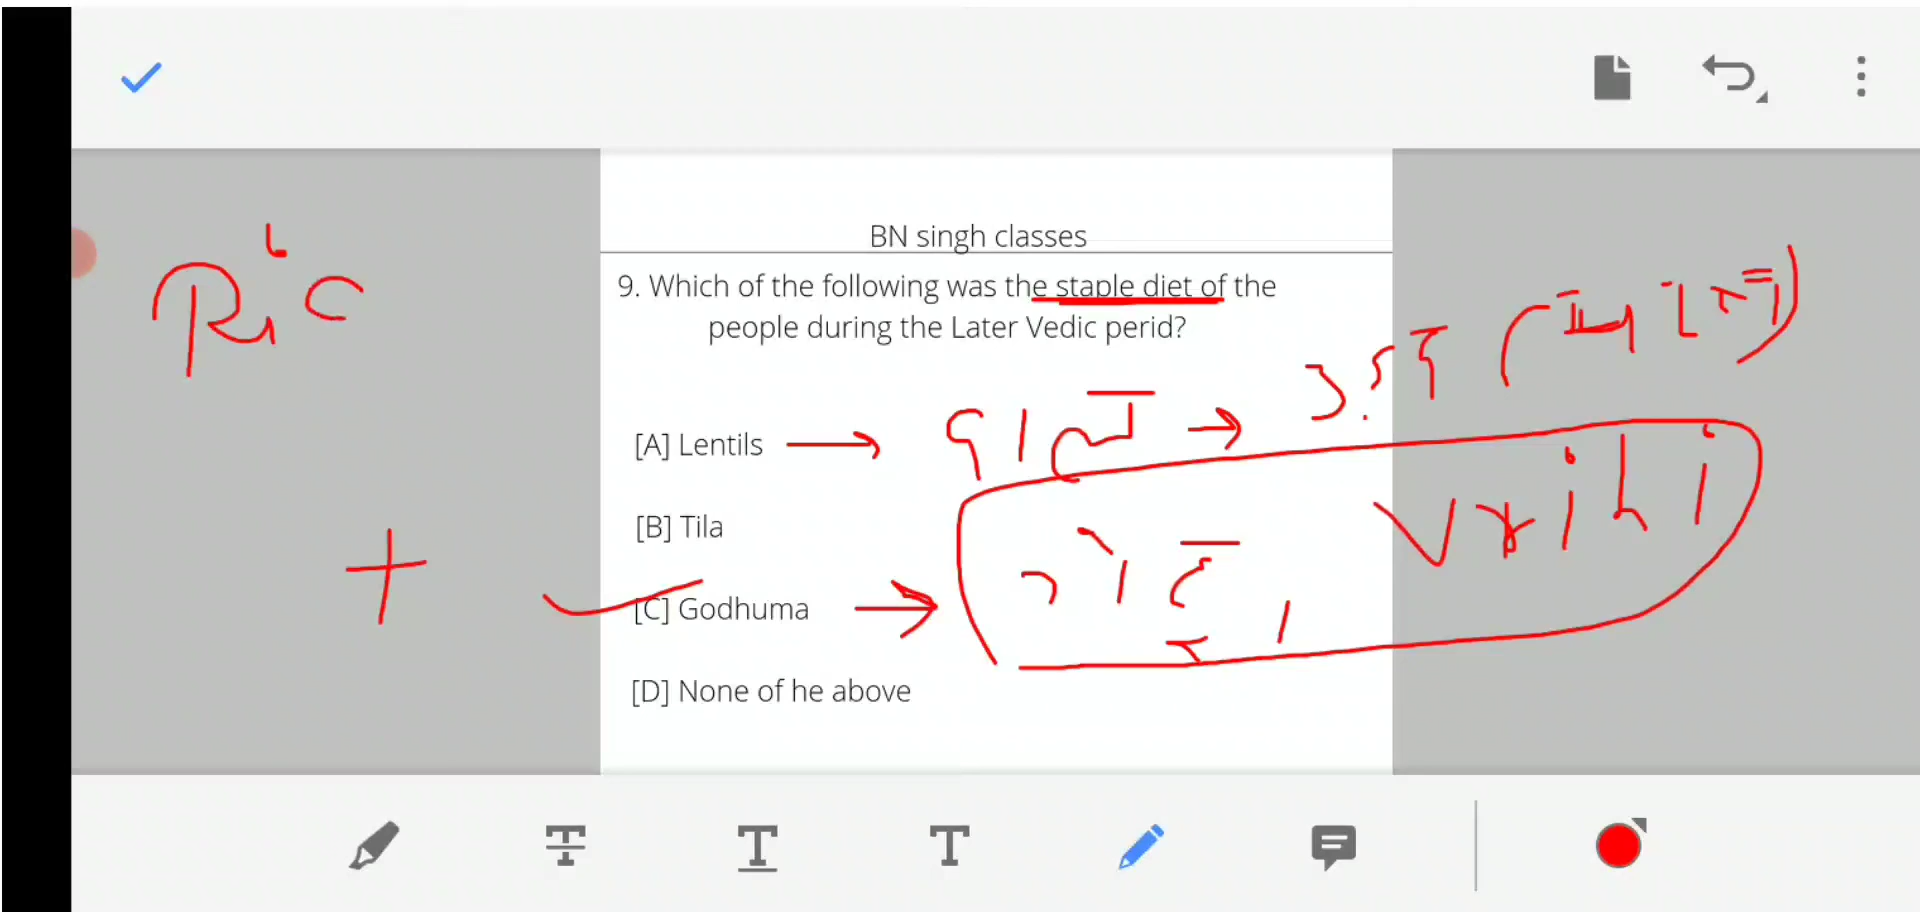 BN singh classes
9. Which of the following was the staple diet of the
people during the Later Vedic perid?
[A] Lentils
[B] Tila
[C] Godhuma
[D] None of he above
Ric
+
vrihi
T T T